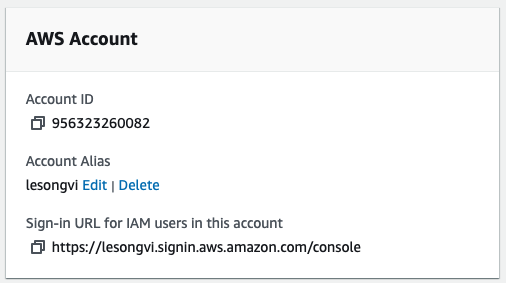 AWS Account
Account ID
956323260082
Account Alias
lesongvi Edit | Delete
Sign-in URL for IAM users in this account
https://lesongvi.signin.aws.amazon.com/console